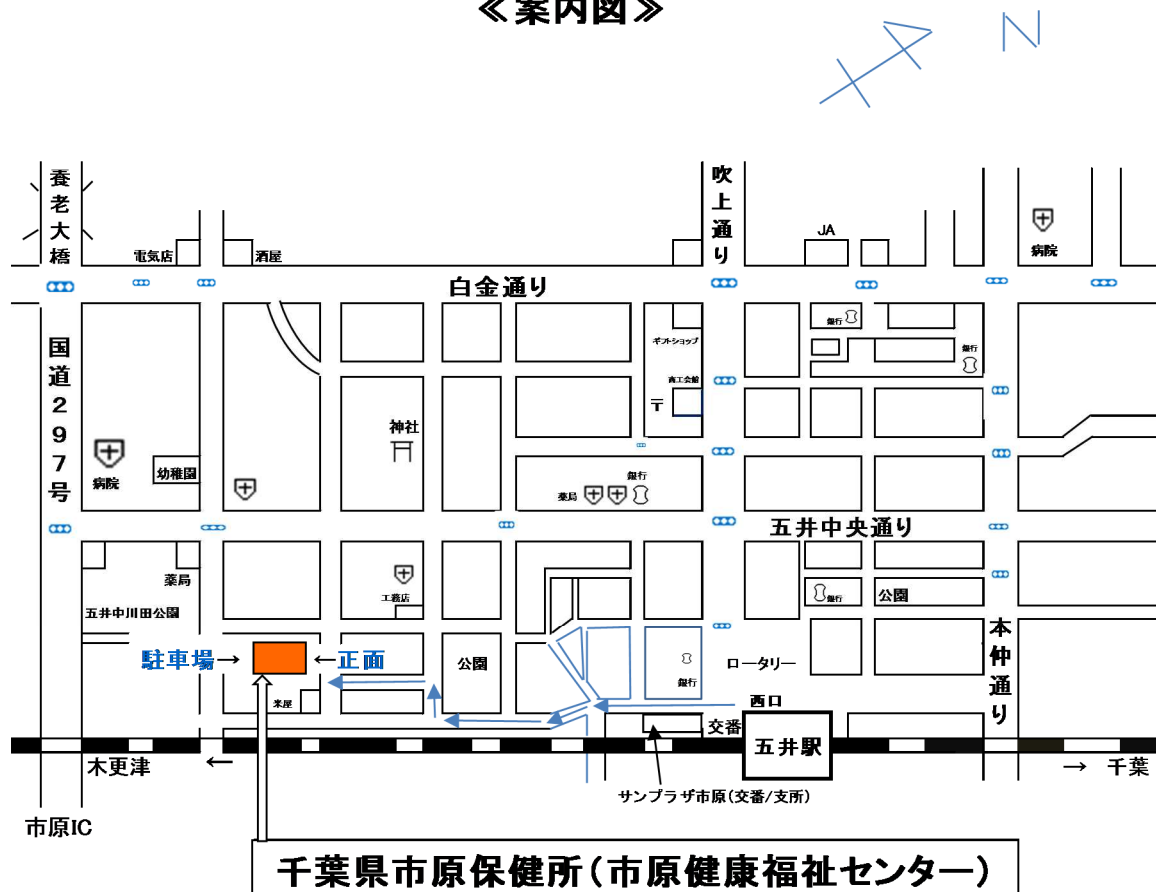 ≪案内図≫
N
養老大橋
吹上通り
電気店
酒屋
JA
病院
白金通り
国道297号
ギフトショップ
銀行
銀行
商工会館
〒
神社
病院
幼稚園
銀行
薬局
五井中央通り
薬局
工務店
五井中川田公園
銀行
公園
本仲通り
駐車場→
←正面
公園
ロータリー
銀行
米屋
西口
交番
五井駅
木更津
←
→
千葉
サンプラザ市原(交番/支所)
市原IC
千葉県市原保健所(市原健康福祉センター)